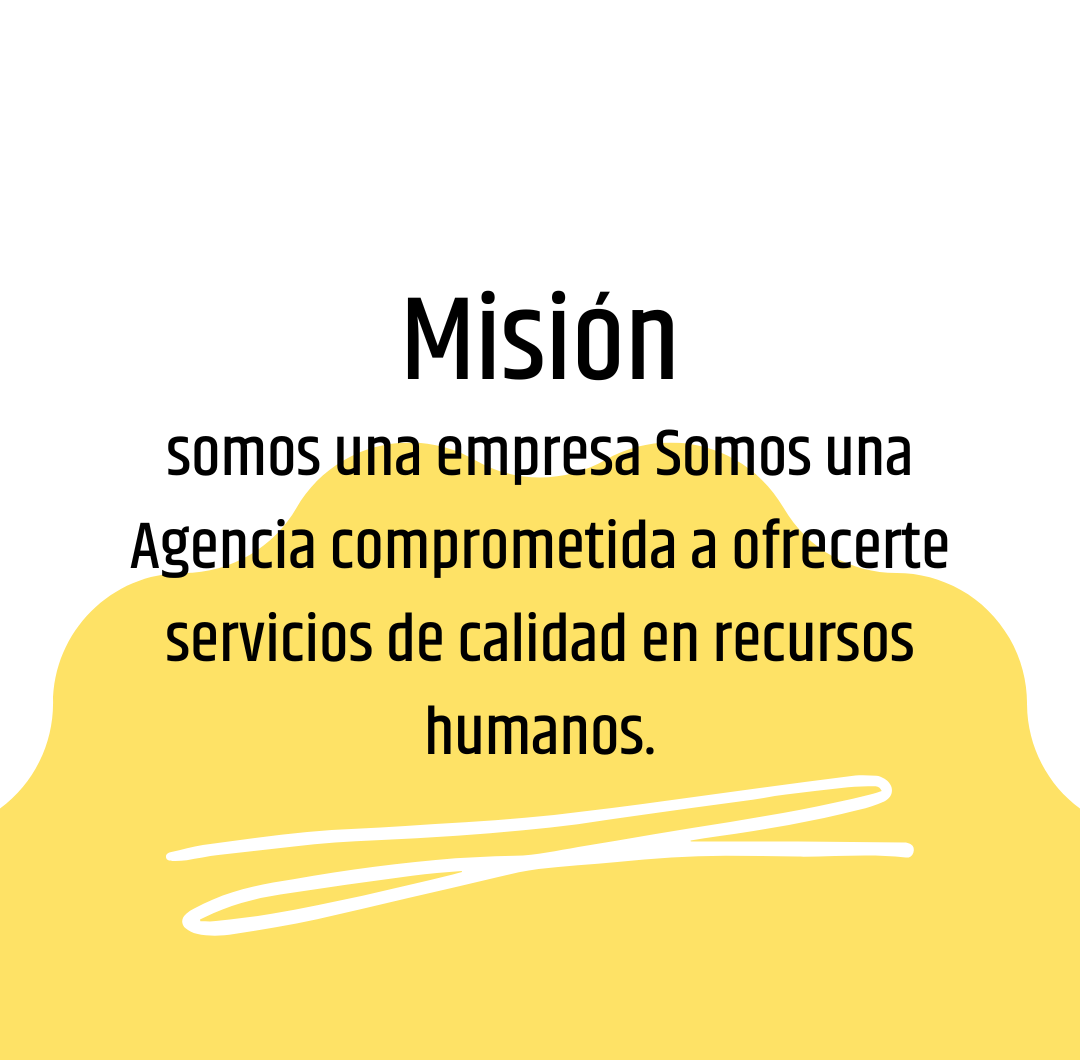 Misión
somos una empresa Somos una
Agencia comprometida a ofrecerte
servicios de calidad en recursos
humanos.